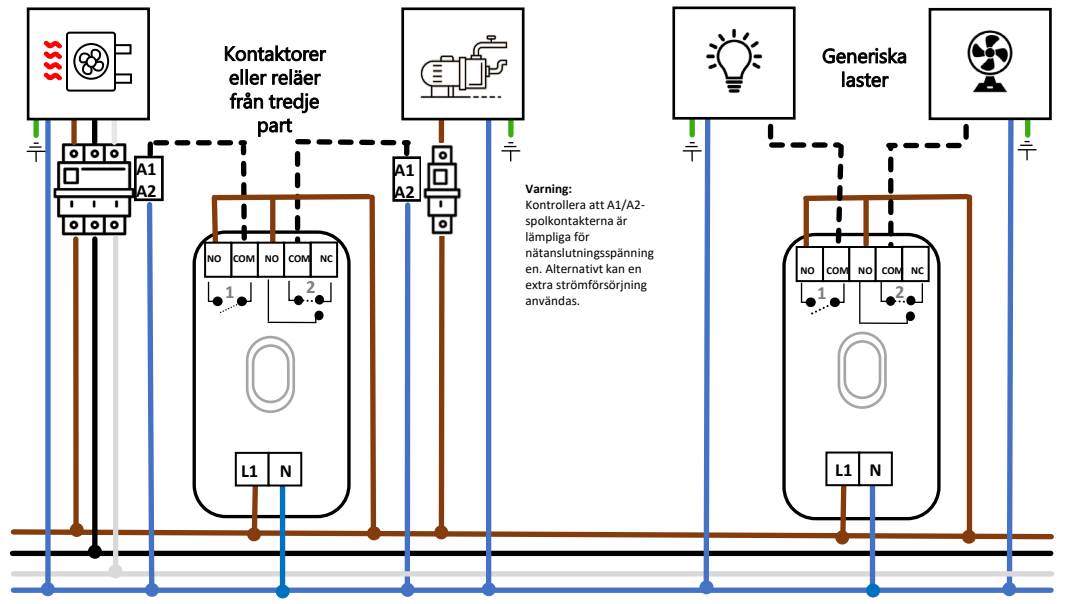 Kontaktorer
eller reläer
från tredje
part
Generiska
laster
A1
A2
A1
A2
Varning:
Kontrollera att A1/A2-
spolkontakterna är
lämpliga för
nätanslutningsspänning
en. Alternativt kan en
extra strömförsörjning
användas.
NO COM NO COM NC
1 2
L1 N
NO COM NO COM NC
1 2
L1 N